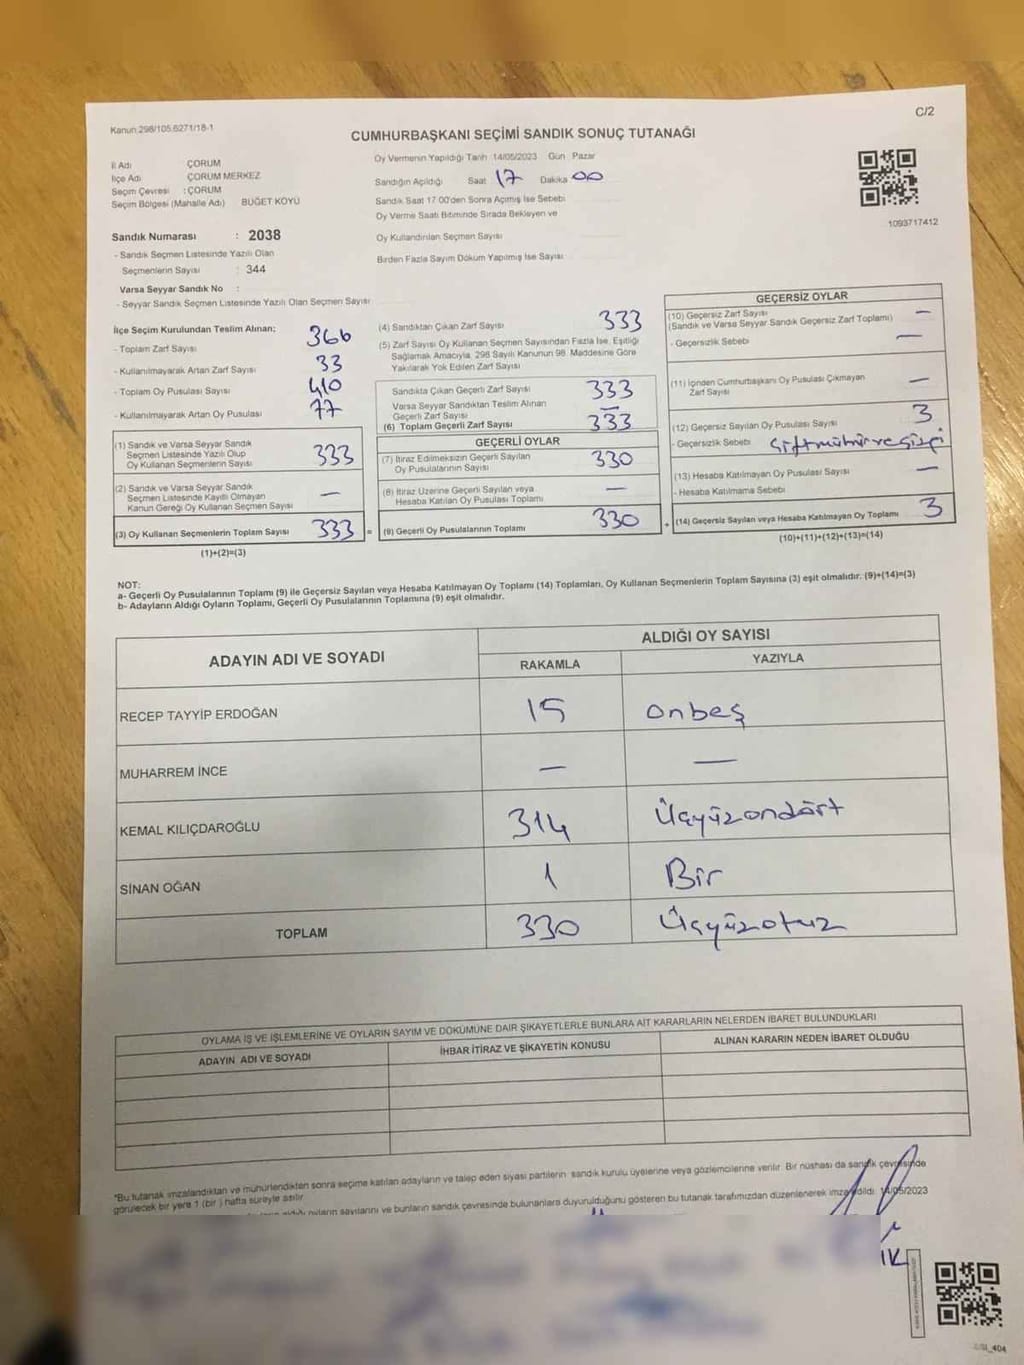 C/2
Kanun:298/105.6271/18-1
CUMHURBAŞKANI SEÇİMİ SANDIK SONUÇ TUTANAĞI
İl Adı ÇORUM
İlçe Adı ÇORUM MERKEZ
Seçim Çevresi : ÇORUM
Seçim Bölgesi (Mahalle Adı) BUĞET KÖYÜ
Sandık Numarası : 2038
- Sandık Seçmen Listesinde Yazılı Olan
Seçmenlerin Sayısı : 344
Varsa Seyyar Sandık No :
- Seyyar Sandık Seçmen Listesinde Yazılı Olan Seçmen Sayısı
Oy Vermenin Yapıldığı Tarih 14/05/2023 Gün Pazar
Sandığın Açıldığı Saat 17 Dakika 00
Sandık Saat 17.00'den Sonra Açılmış İse Sebebi
Oy Verme Saati Bitiminde Sırada Bekleyen ve
Oy Kullandırılan Seçmen Sayısı
Birden Fazla Sayım Döküm Yapılmış İse Sayısı
1093717412
İlçe Seçim Kurulundan Teslim Alınan;
- Toplam Zarf Sayısı 366
- Kullanılmayarak Artan Zarf Sayısı 33
- Toplam Oy Pusulası Sayısı 410
- Kullanılmayarak Artan Oy Pusulası 77
(1) Sandık ve Varsa Seyyar Sandık
Seçmen Listesinde Yazılı Olup
Oy Kullanan Seçmenlerin Sayısı 333
(2) Sandık ve Varsa Seyyar Sandık
Seçmen Listesinde Kayıtlı Olmayan
Kanun Gereği Oy Kullanan Seçmen Sayısı —
(3) Oy Kullanan Seçmenlerin Toplam Sayısı 333 =
(1)+(2)=(3)
(4) Sandıktan Çıkan Zarf Sayısı 333
(5) Zarf Sayısı Oy Kullanan Seçmen Sayısından Fazla İse, Eşitliği
Sağlamak Amacıyla, 298 Sayılı Kanunun 98. Maddesine Göre
Yakılarak Yok Edilen Zarf Sayısı
Sandıkta Çıkan Geçerli Zarf Sayısı 333
Varsa Seyyar Sandıktan Teslim Alınan
Geçerli Zarf Sayısı —
(6) Toplam Geçerli Zarf Sayısı 333
GEÇERLİ OYLAR
(7) İtiraz Edilmeksizin Geçerli Sayılan
Oy Pusulalarının Sayısı 330
(8) İtiraz Üzerine Geçerli Sayılan veya
Hesaba Katılan Oy Pusulası Toplamı —
(9) Geçerli Oy Pusulalarının Toplamı 330 +
GEÇERSİZ OYLAR
(10) Geçersiz Zarf Sayısı —
(Sandık ve Varsa Seyyar Sandık Geçersiz Zarf Toplamı)
- Geçersizlik Sebebi —
(11) İçinden Cumhurbaşkanı Oy Pusulası Çıkmayan
Zarf Sayısı —
(12) Geçersiz Sayılan Oy Pusulası Sayısı 3
- Geçersizlik Sebebi
(13) Hesaba Katılmayan Oy Pusulası Sayısı —
- Hesaba Katılmama Sebebi
(14) Geçersiz Sayılan veya Hesaba Katılmayan Oy Toplamı 3
(10)+(11)+(12)+(13)=(14)
NOT:
a- Geçerli Oy Pusulalarının Toplamı (9) ile Geçersiz Sayılan veya Hesaba Katılmayan Oy Toplamı (14) Toplamları, Oy Kullanan Seçmenlerin Toplam Sayısına (3) eşit olmalıdır. (9)+(14)=(3)
b- Adayların Aldığı Oyların Toplamı, Geçerli Oy Pusulalarının Toplamına (9) eşit olmalıdır.
ADAYIN ADI VE SOYADI
ALDIĞI OY SAYISI
RAKAMLA YAZIYLA
RECEP TAYYİP ERDOĞAN 15 onbeş
MUHARREM İNCE — —
KEMAL KILIÇDAROĞLU 314 Üçyüzondört
SİNAN OĞAN 1 Bir
TOPLAM 330 Üçyüzotuz
OYLAMA İŞ VE İŞLEMLERİNE VE OYLARIN SAYIM VE DÖKÜMÜNE DAİR ŞİKAYETLERLE BUNLARA AİT KARARLARIN NELERDEN İBARET BULUNDUKLARI
ADAYIN ADI VE SOYADI İHBAR İTİRAZ VE ŞİKAYETİN KONUSU ALINAN KARARIN NEDEN İBARET OLDUĞU
"Bu tutanak imzalandıktan ve mühürlendikten sonra seçime katılan adayların ve talep eden siyasi partilerin sandık kurulu üyelerine veya gözlemcilerine verilir. Bir nüshası da sandık çevresinde
görülecek bir yere 1 (bir ) hafta süreyle asılır.
aldığı oyların sayılarını ve bunların sandık çevresinde bulunanlara duyurulduğunu gösteren bu tutanak tarafımızdan düzenlenerek imza edildi. 14/05/2023